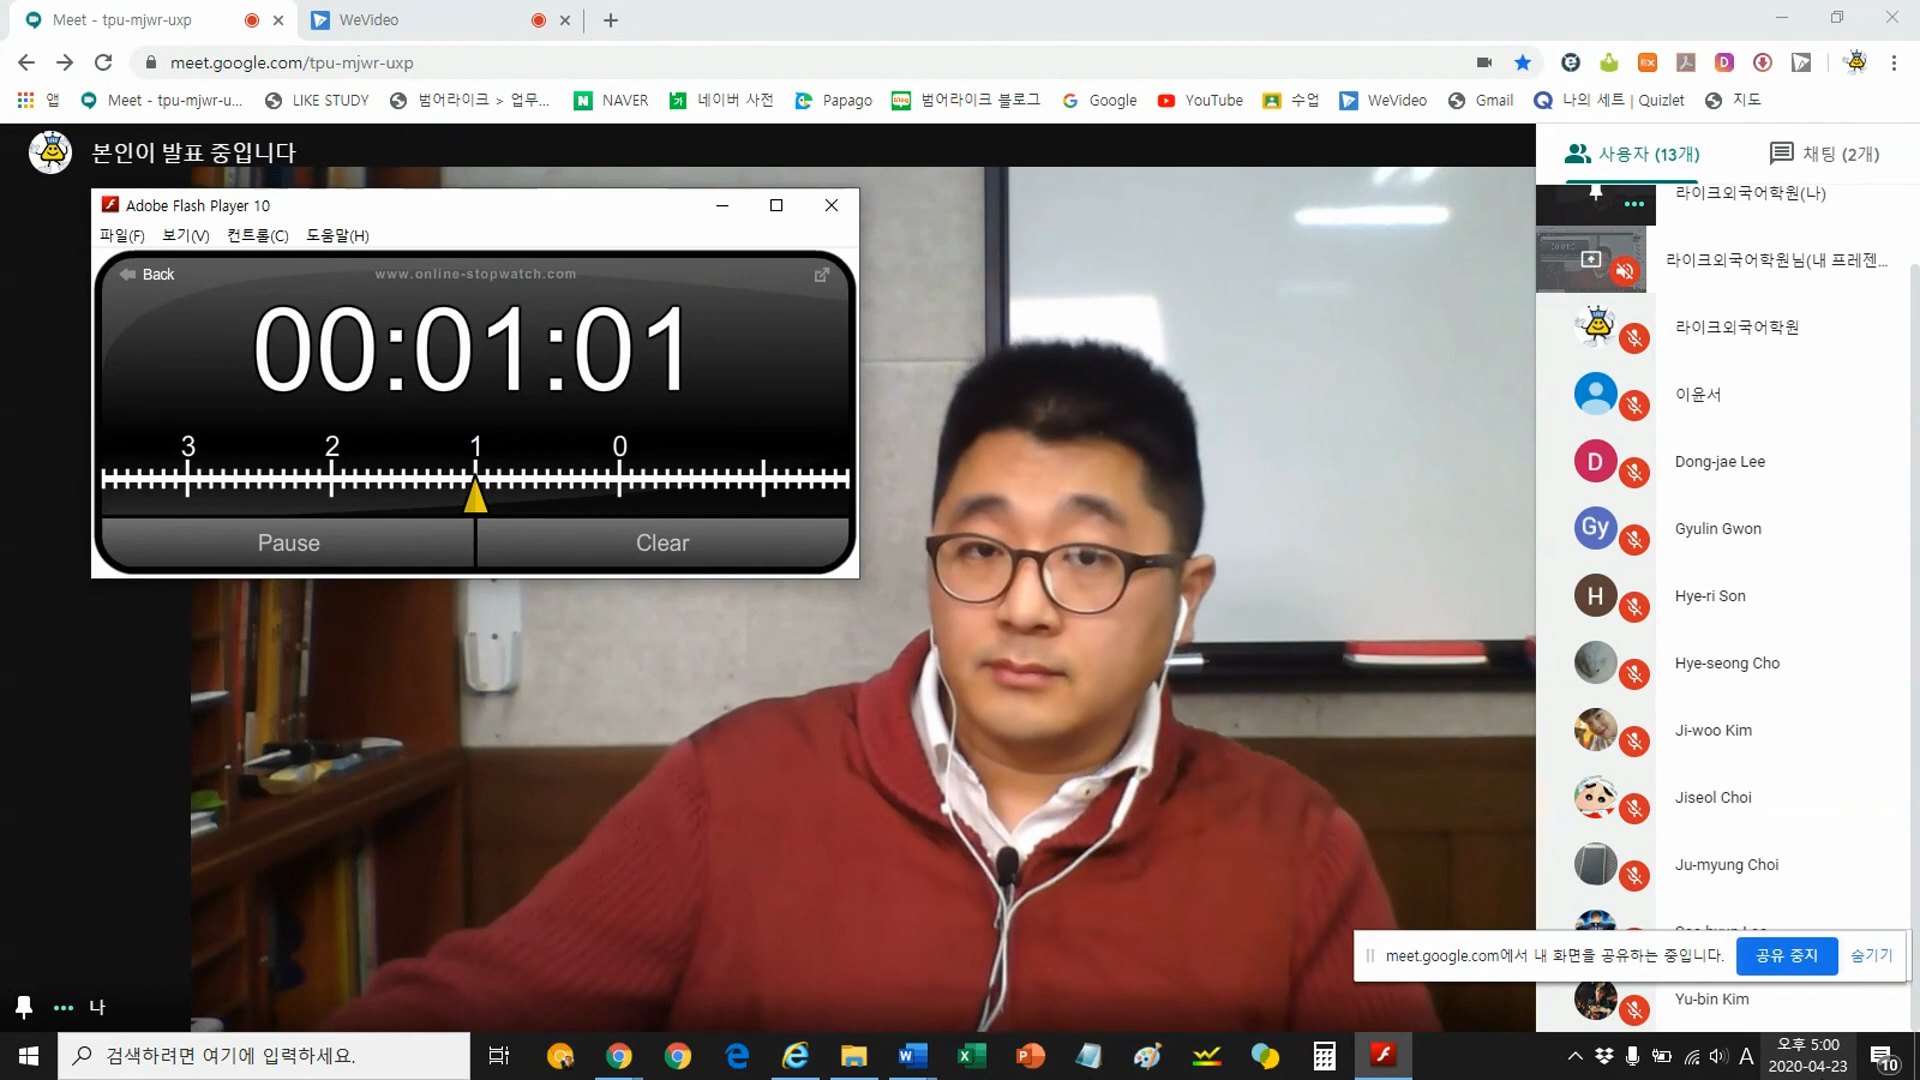 Meet - tpu-mjwr-uxp
WeVideo
meet.google.com/tpu-mjwr-uxp
앱
Meet - tpu-mjwr-u...
LIKE STUDY
범어라이크 > 업무...
NAVER
네이버 사전
Papago
범어라이크 블로그
Google
YouTube
수업
WeVideo
Gmail
나의 세트 | Quizlet
지도
본인이 발표 중입니다
사용자 (13개)
채팅 (2개)
Adobe Flash Player 10
파일(F) 보기(V) 컨트롤(C) 도움말(H)
Back
www.online-stopwatch.com
00:01:01
3 2 1 0
Pause
Clear
라이크외국어학원(나)
라이크외국어학원님(내 프레젠...
라이크외국어학원
이윤서
D
Dong-jae Lee
Gy
Gyulin Gwon
H
Hye-ri Son
Hye-seong Cho
Ji-woo Kim
Jiseol Choi
Ju-myung Choi
meet.google.com에서 내 화면을 공유하는 중입니다.
공유 중지
숨기기
Yu-bin Kim
나
검색하려면 여기에 입력하세요.
A
오후 5:00
2020-04-23
10